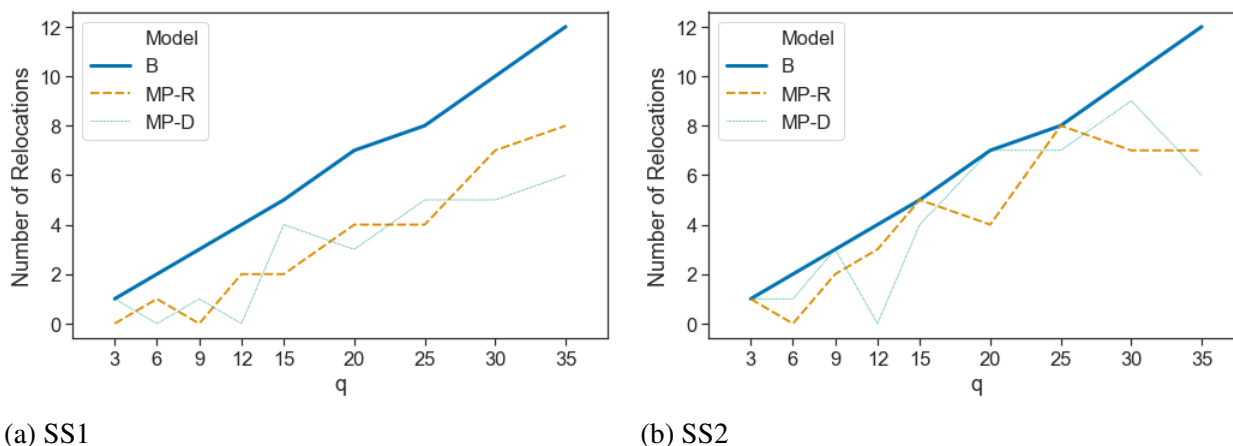 Number of Relocations
12
10
8
6
4
2
0
Model
B
MP-R
MP-D
3 6 9 12 15 20 25 30 35
q
(a) SS1
Number of Relocations
12
10
8
6
4
2
0
Model
B
MP-R
MP-D
3 6 9 12 15 20 25 30 35
q
(b) SS2